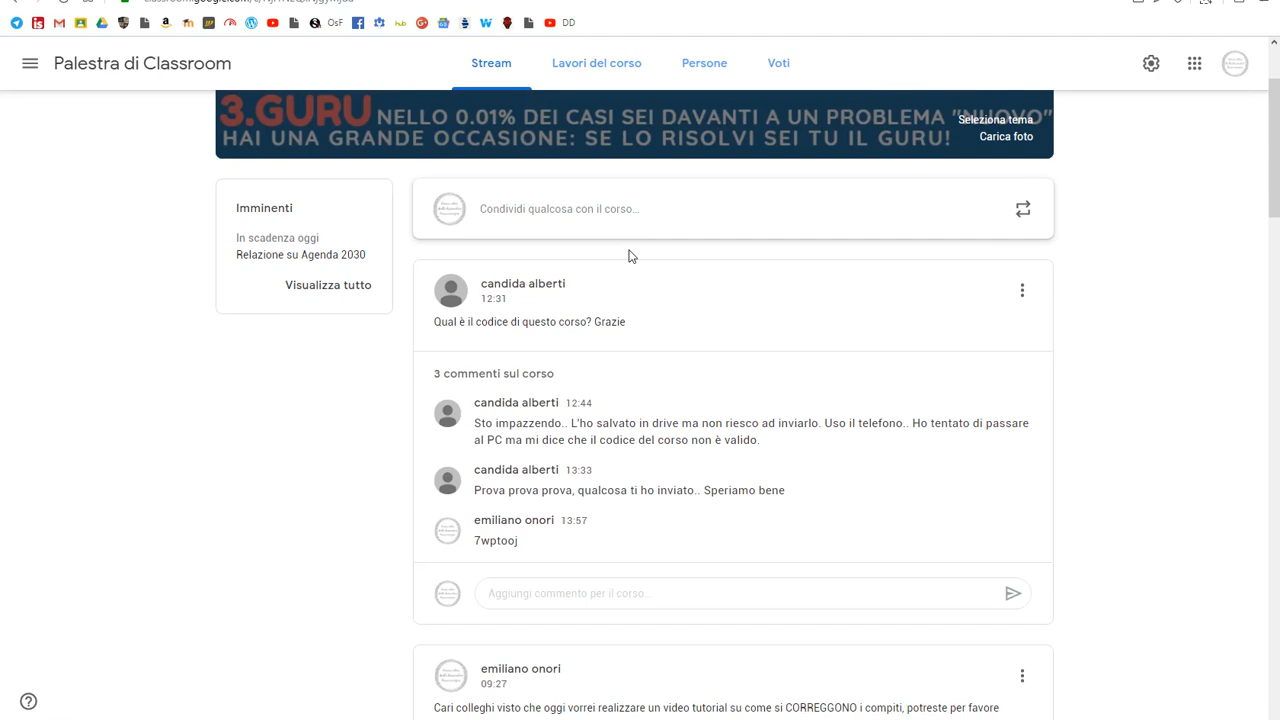 OsF
hub
DD
Palestra di Classroom
Stream
Lavori del corso
Persone
Voti
3.GURU NELLO 0.01% DEI CASI SEI DAVANTI A UN PROBLEMA "NUOVO"
HAI UNA GRANDE OCCASIONE: SE LO RISOLVI SEI TU IL GURU!
Seleziona tema
Carica foto
Imminenti
In scadenza oggi
Relazione su Agenda 2030
Visualizza tutto
Condividi qualcosa con il corso...
candida alberti
12:31
Qual è il codice di questo corso? Grazie
3 commenti sul corso
candida alberti 12:44
Sto impazzendo.. L'ho salvato in drive ma non riesco ad inviarlo. Uso il telefono.. Ho tentato di passare
al PC ma mi dice che il codice del corso non è valido.
candida alberti 13:33
Prova prova prova, qualcosa ti ho inviato.. Speriamo bene
emiliano onori 13:57
7wptooj
Aggiungi commento per il corso...
emiliano onori
09:27
Cari colleghi visto che oggi vorrei realizzare un video tutorial su come si CORREGGONO i compiti, potreste per favore